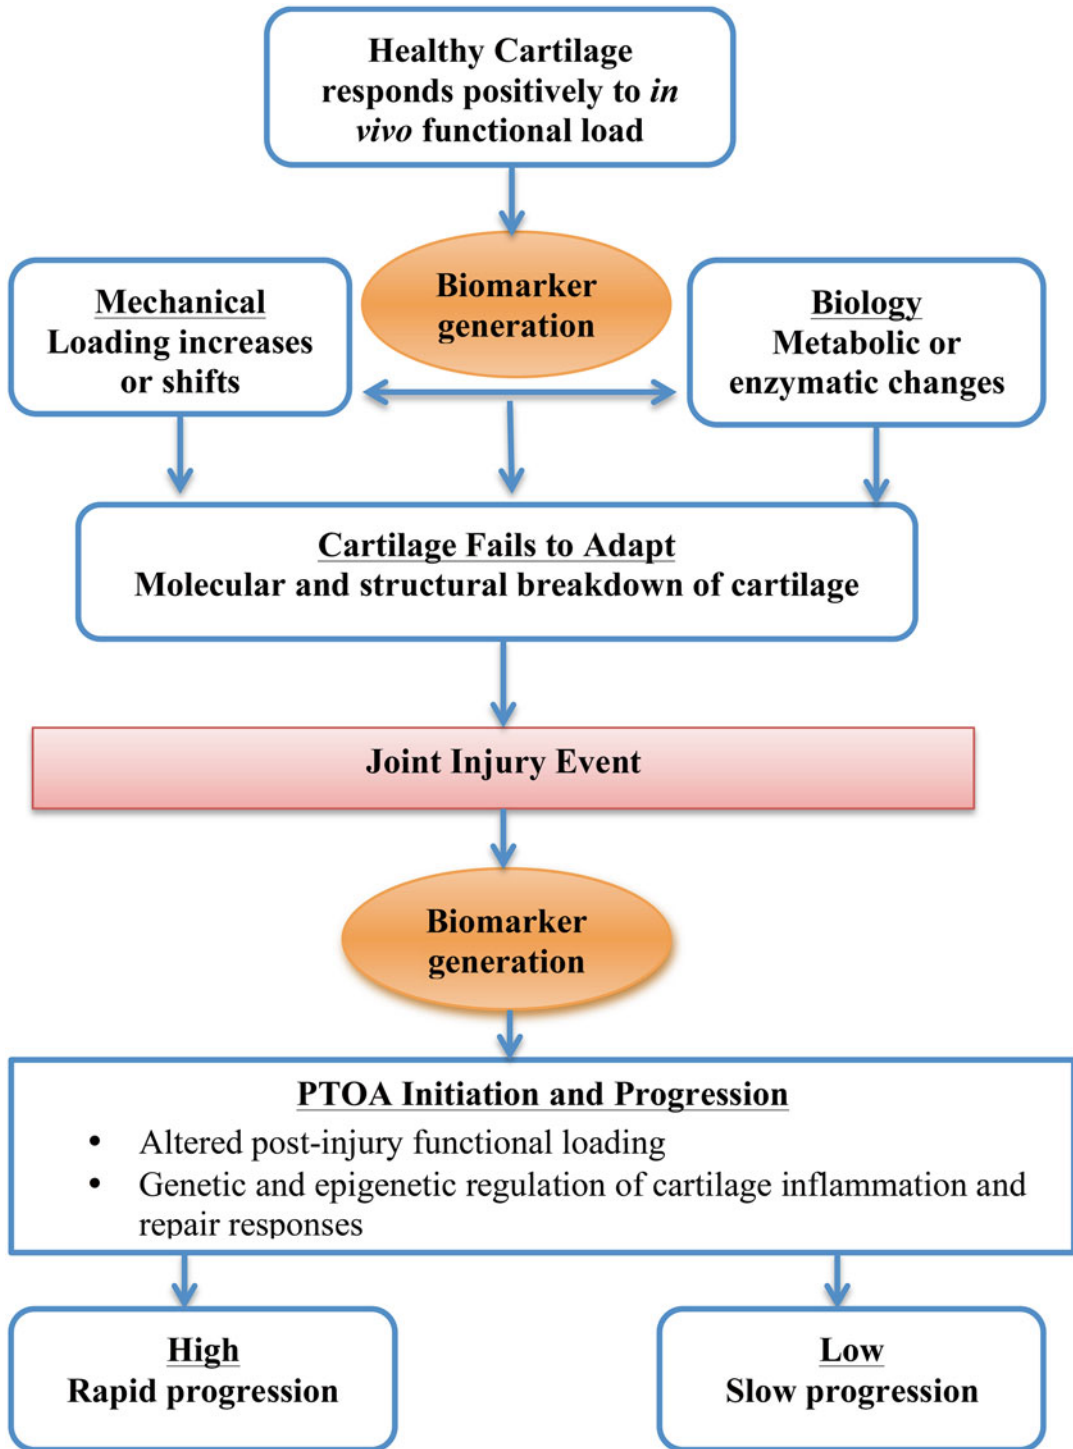 Healthy Cartilage
responds positively to in
vivo functional load
Biomarker
generation
Mechanical
Loading increases
or shifts
Biology
Metabolic or
enzymatic changes
Cartilage Fails to Adapt
Molecular and structural breakdown of cartilage
Joint Injury Event
Biomarker
generation
PTOA Initiation and Progression
• Altered post-injury functional loading
• Genetic and epigenetic regulation of cartilage inflammation and
repair responses
High
Rapid progression
Low
Slow progression